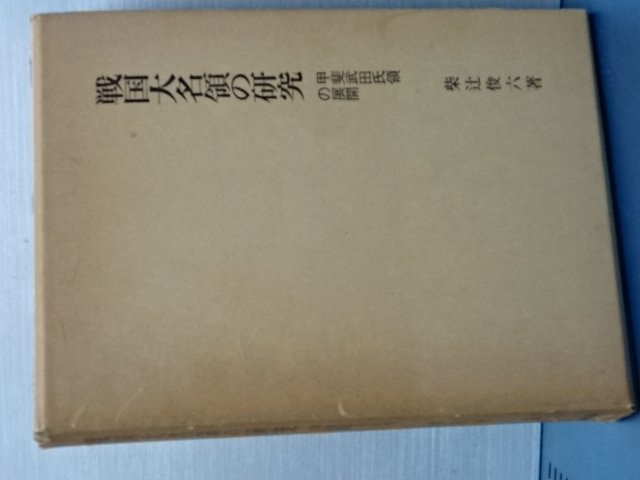 戦国大名領の研究
甲斐武田氏領
の展開
柴辻俊六著